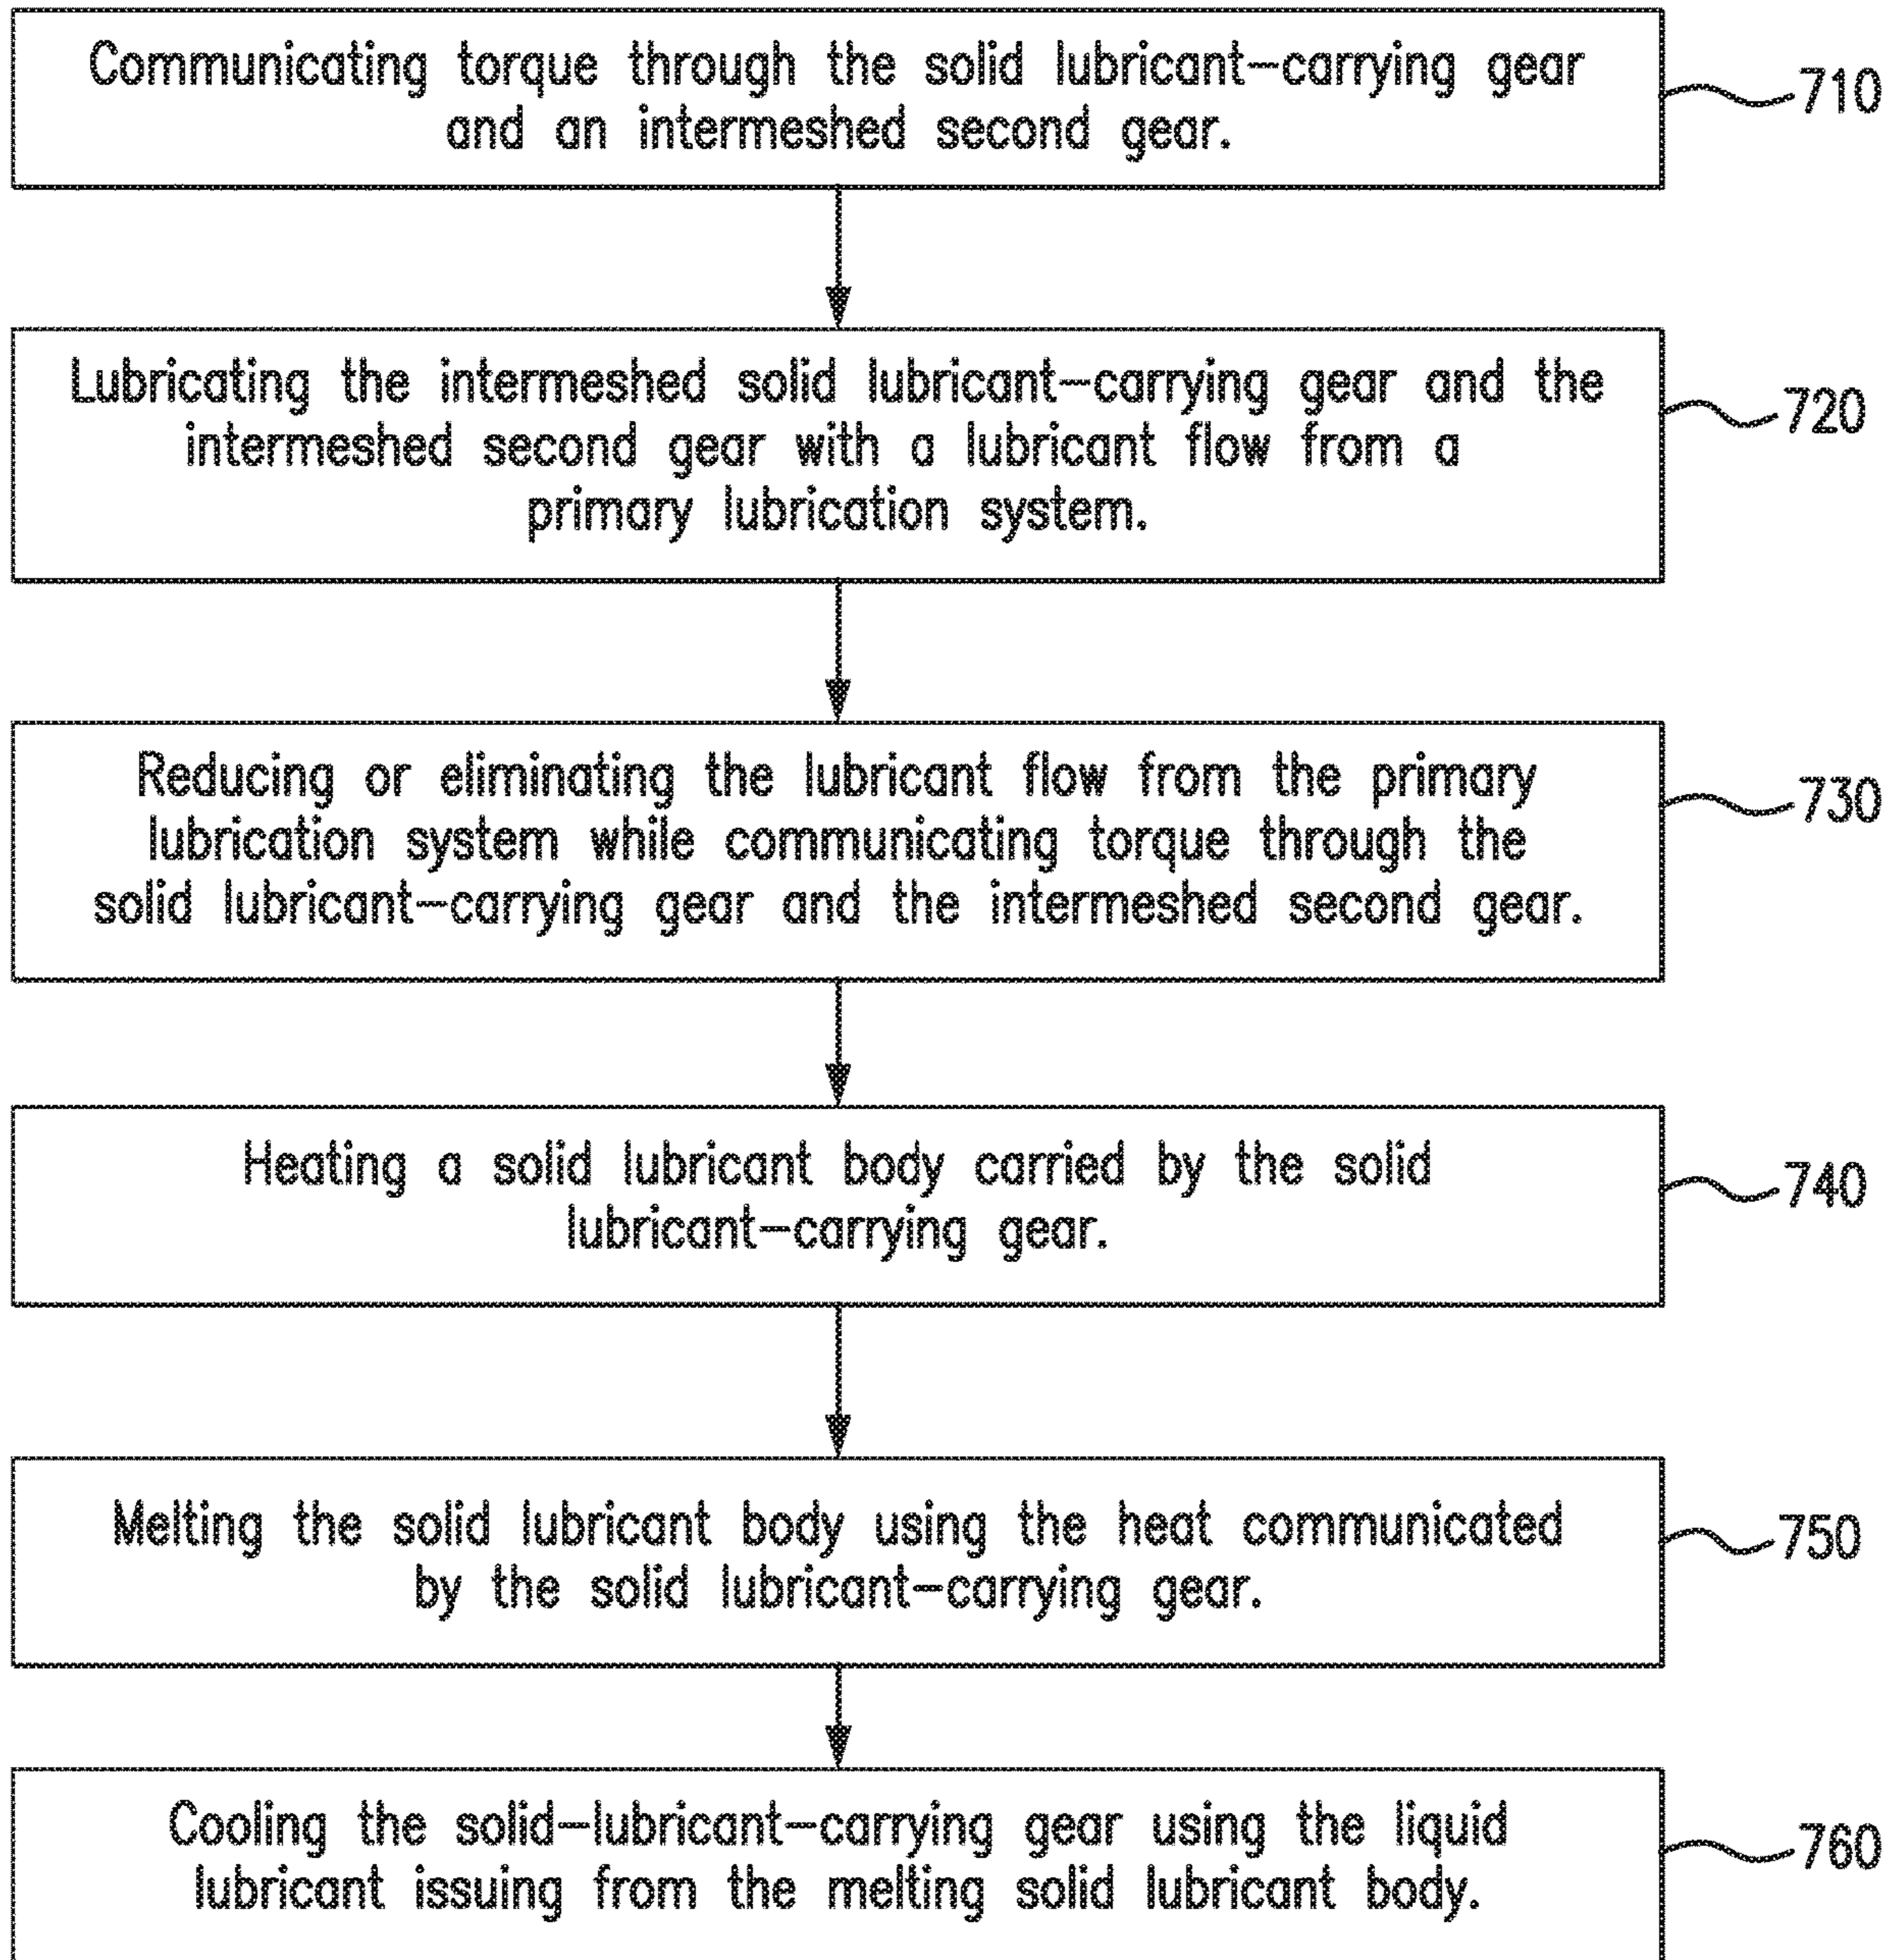 Communicating torque through the solid lubricant-carrying gear
and an intermeshed second gear.
710
Lubricating the intermeshed solid lubricant-carrying gear and the
intermeshed second gear with a lubricant flow from a
primary lubrication system.
720
Reducing or eliminating the lubricant flow from the primary
lubrication system while communicating torque through the
solid lubricant-carrying gear and the intermeshed second gear.
730
Heating a solid lubricant body carried by the solid
lubricant-carrying gear.
740
Melting the solid lubricant body using the heat communicated
by the solid lubricant-carrying gear.
750
Cooling the solid-lubricant-carrying gear using the liquid
lubricant issuing from the melting solid lubricant body.
760